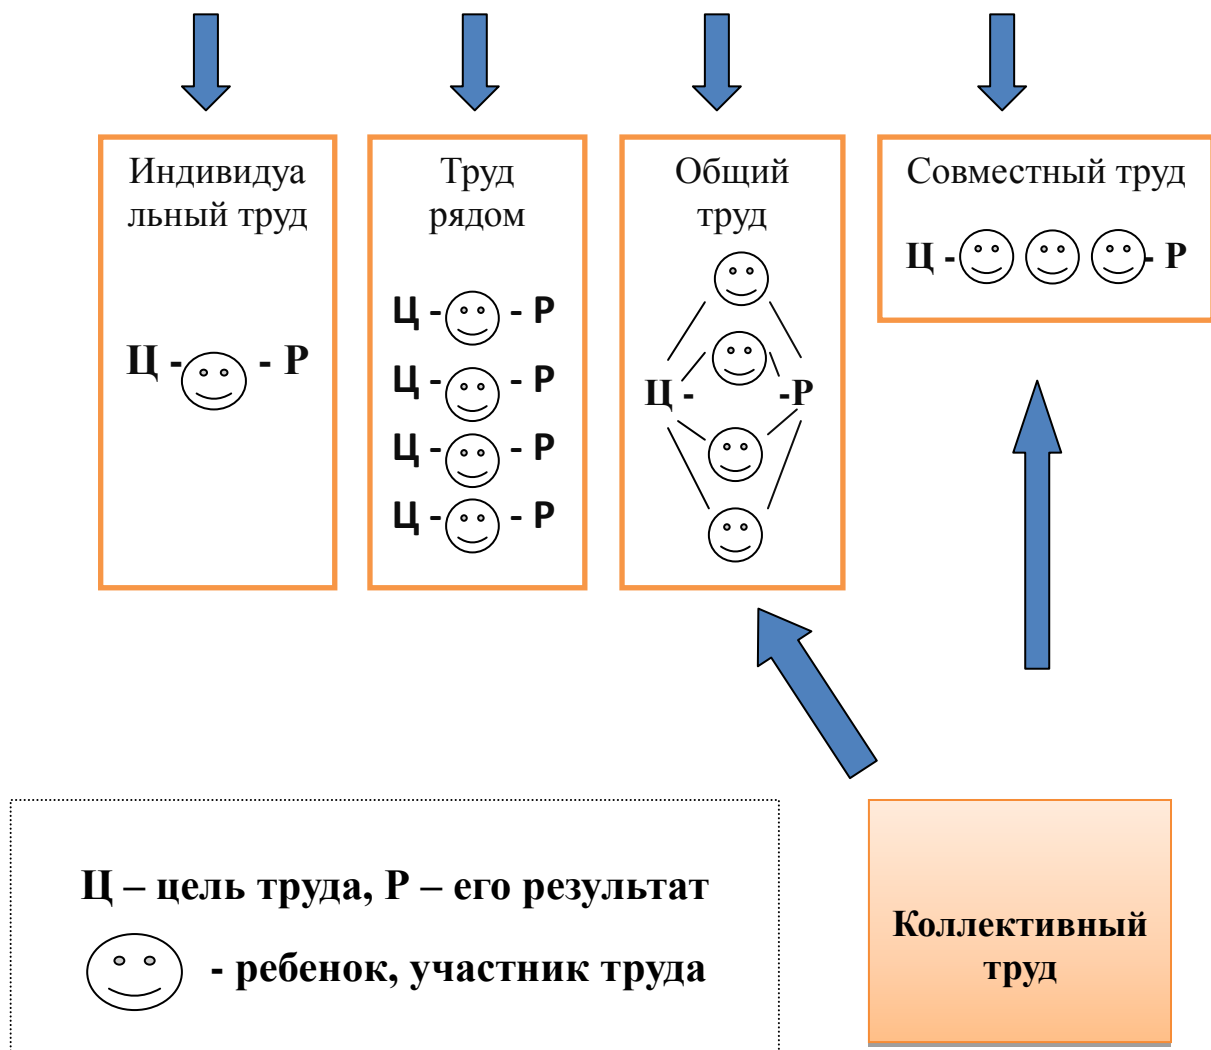 Индивидуа
льный труд
Ц - - Р
Труд
рядом
Ц - - Р
Ц - - Р
Ц - - Р
Ц - - Р
Общий
труд
Ц - -Р
Совместный труд
Ц - - Р
Ц – цель труда, Р – его результат
- ребенок, участник труда
Коллективный
труд